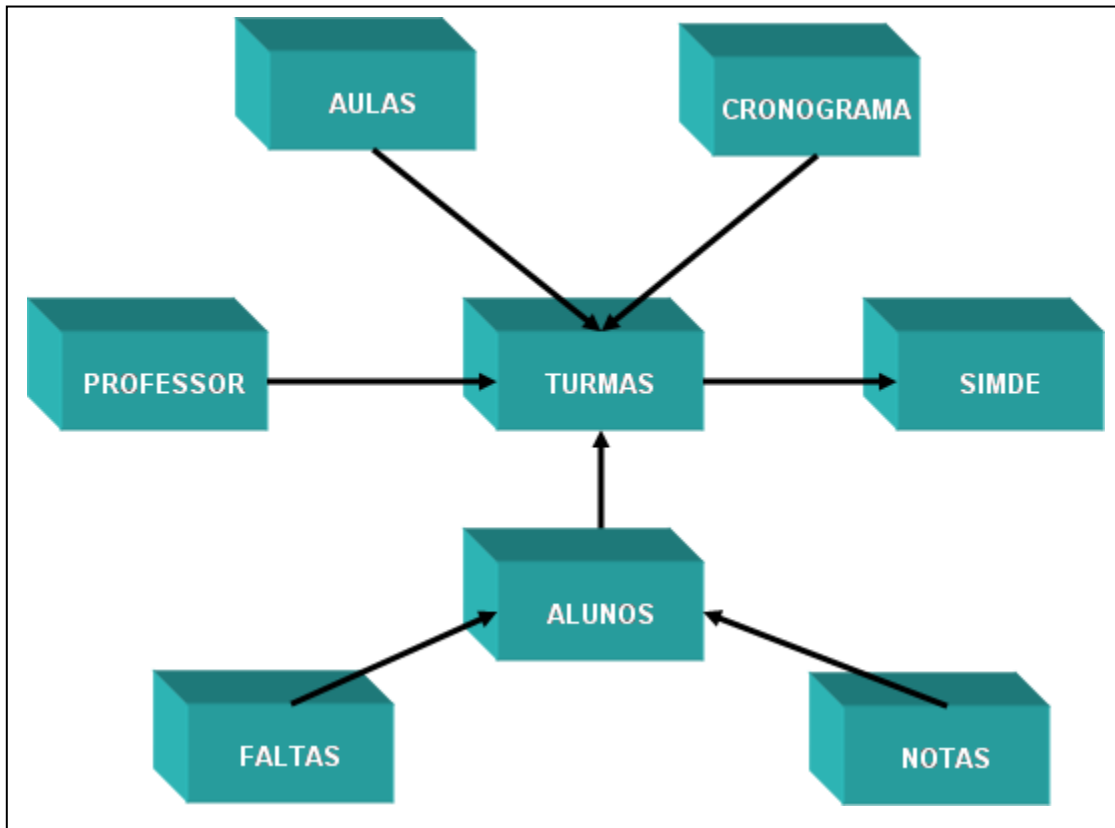 AULAS
CRONOGRAMA
PROFESSOR
TURMAS
SIMDE
ALUNOS
FALTAS
NOTAS